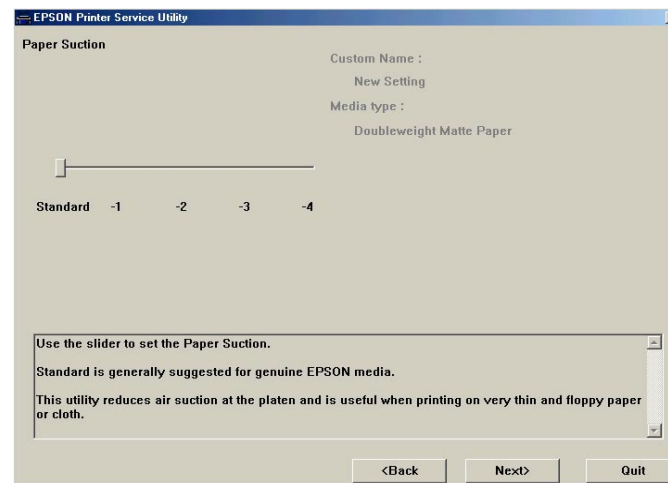 EPSON Printer Service Utility
Paper Suction
Custom Name :
New Setting
Media type :
Doubleweight Matte Paper
Standard -1 -2 -3 -4
Use the slider to set the Paper Suction.
Standard is generally suggested for genuine EPSON media.
This utility reduces air suction at the platen and is useful when printing on very thin and floppy paper
or cloth.
<Back Next> Quit